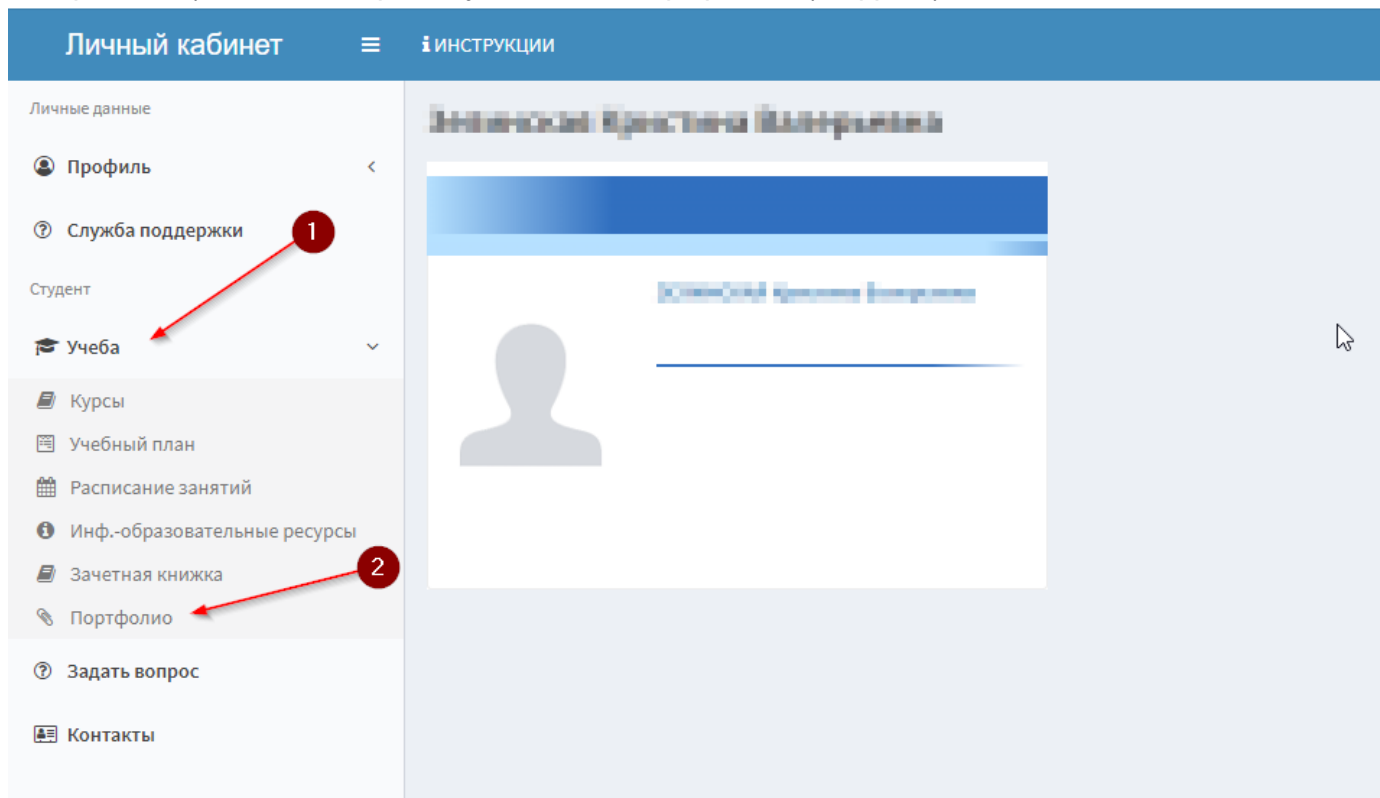 Личный кабинет
ИНСТРУКЦИИ
Личные данные
Профиль
Служба поддержки
1
Студент
Учеба
Курсы
Учебный план
Расписание занятий
Инф.-образовательные ресурсы
Зачетная книжка
2
Портфолио
Задать вопрос
Контакты